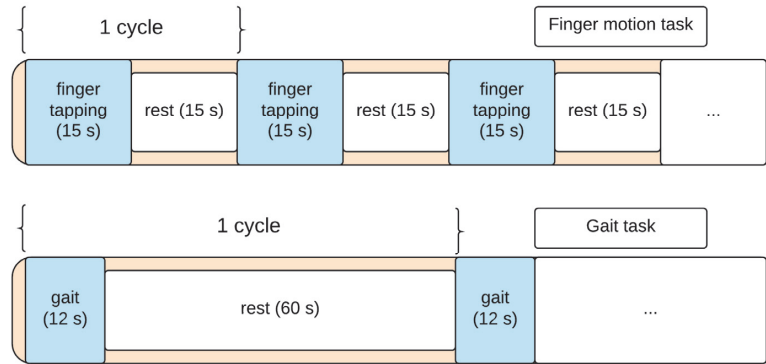 1 cycle
Finger motion task
finger
tapping
(15 s)
rest (15 s)
finger
tapping
(15 s)
rest (15 s)
finger
tapping
(15 s)
rest (15 s)
...
1 cycle
Gait task
gait
(12 s)
rest (60 s)
gait
(12 s)
...